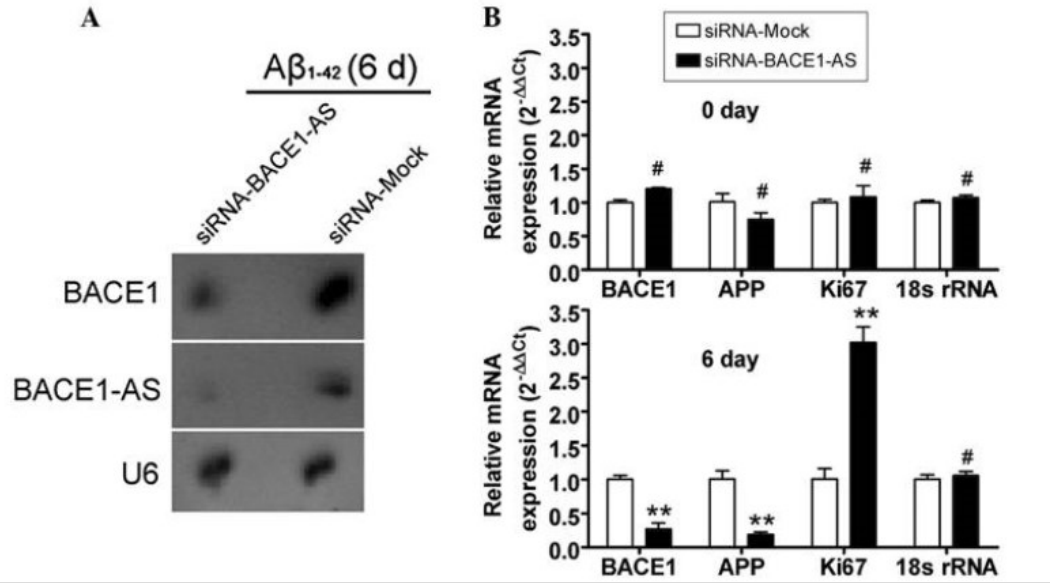 A
Aβ1-42 (6 d)
siRNA-BACE1-AS
siRNA-Mock
BACE1
BACE1-AS
U6
B
siRNA-Mock
siRNA-BACE1-AS
0 day
Relative mRNA
expression (2-ΔΔCt)
3.5
3.0
2.5
2.0
1.5
1.0
0.5
0.0
# # # #
BACE1 APP Ki67 18s rRNA
6 day
Relative mRNA
expression (2-ΔΔCt)
3.5
3.0
2.5
2.0
1.5
1.0
0.5
0.0
** ** ** #
BACE1 APP Ki67 18s rRNA